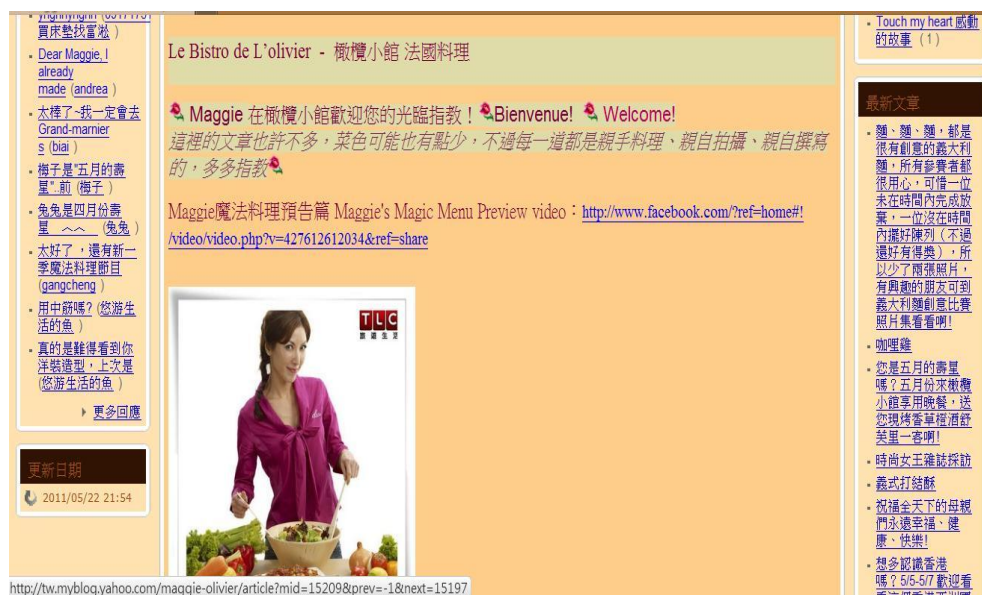 買床墊找富淞 )
Dear Maggie, I
already
made (andrea )
太棒了~我一定會去
Grand-marnier
s (biai )
梅子是"五月的壽
星"..前 (梅子 )
兔兔是四月份壽
星 ︿︿ (兔兔 )
太好了，還有新一
季魔法料理節目
(gangcheng )
用中筋嗎? (悠游生
活的魚 )
真的是難得看到你
洋裝造型，上次是
(悠游生活的魚 )
更多回應
更新日期
2011/05/22 21:54
Le Bistro de L'olivier - 橄欖小館 法國料理
Maggie 在橄欖小館歡迎您的光臨指教！Bienvenue! Welcome!
這裡的文章也許不多，菜色可能也有點少，不過每一道都是親手料理、親自拍攝、親自撰寫
的，多多指教
Maggie魔法料理預告篇 Maggie's Magic Menu Preview video：http://www.facebook.com/?ref=home#!
/video/video.php?v=427612612034&ref=share
TLC
旅遊生活
Touch my heart 感動
的故事 (1)
最新文章
麵、麵、麵，都是
很有創意的義大利
麵，所有參賽者都
很用心，可惜一位
未在時間內完成放
棄，一位沒在時間
內擺好陳列（不過
還好有得獎），所
以少了兩張照片，
有興趣的朋友可到
義大利麵創意比賽
照片集看看啊!
咖哩雞
您是五月的壽星
嗎？五月份來橄欖
小館享用晚餐，送
您現烤香草橙酒舒
芙里一客啊!
時尚女王雜誌採訪
義式打結酥
祝福全天下的母親
們永遠幸福、健
康、快樂!
想多認識香港
嗎？5/5-5/7 歡迎看
http://tw.myblog.yahoo.com/maggie-olivier/article?mid=15209&prev=-1&next=15197